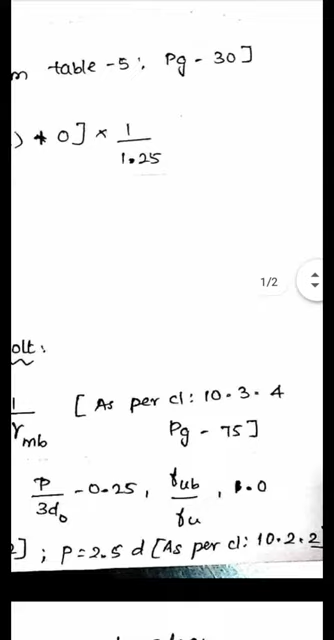 m table - 5 ; Pg - 30 ]
) * 0 ] × 1/1.25
1/2
olt :
1/γmb [ As per cl : 10.3.4
Pg - 75 ]
p/3d₀ - 0.25, fub/fu, 1.0
] ; P = 2.5 d [ As per cl : 10.2.2